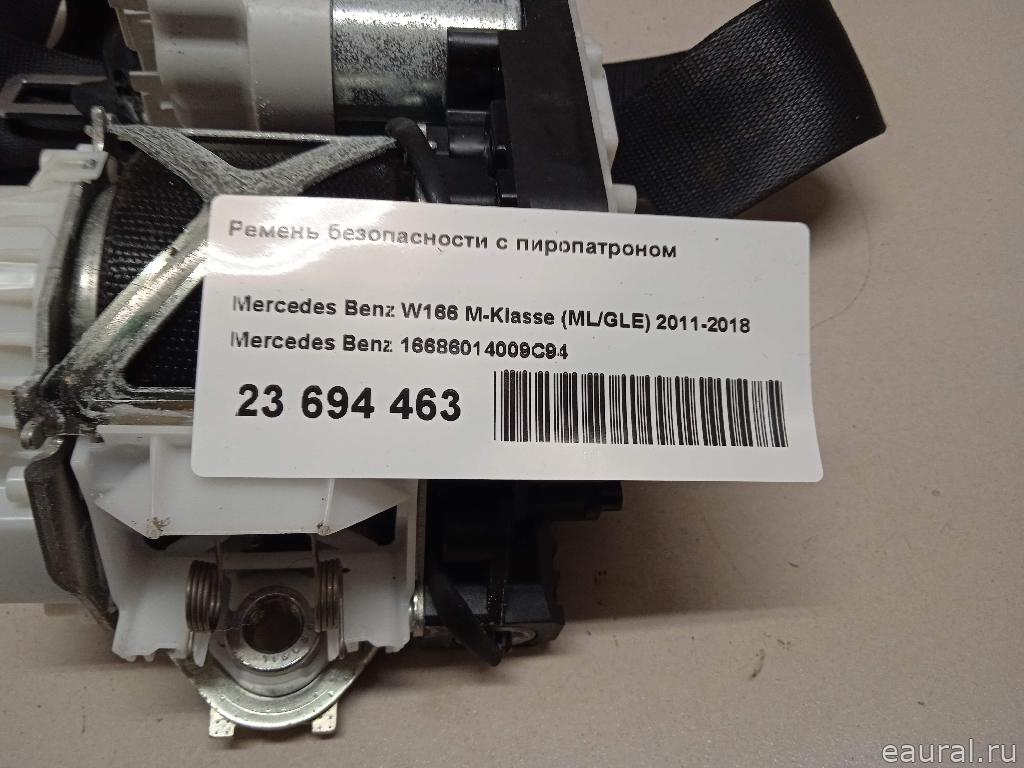 Ремень безопасности с пиропатроном
Mercedes Benz W166 M-Klasse (ML/GLE) 2011-2018
Mercedes Benz 16686014009C94
23 694 463
eaural.ru